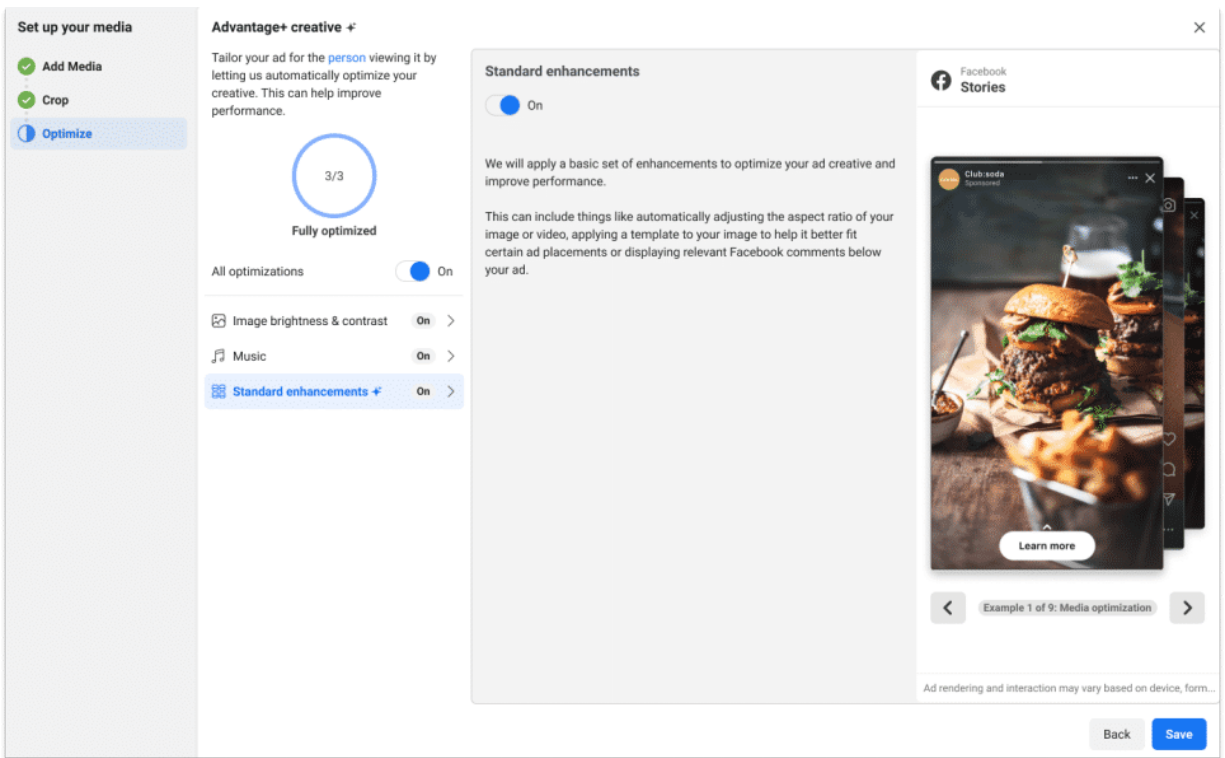 Set up your media
Add Media
Crop
Optimize
Advantage+ creative
Tailor your ad for the person viewing it by
letting us automatically optimize your
creative. This can help improve
performance.
3/3
Fully optimized
All optimizations On
Image brightness & contrast On
Music On
Standard enhancements On
Standard enhancements
On
We will apply a basic set of enhancements to optimize your ad creative and
improve performance.
This can include things like automatically adjusting the aspect ratio of your
image or video, applying a template to your image to help it better fit
certain ad placements or displaying relevant Facebook comments below
your ad.
Facebook
Stories
Club:soda
Sponsored
Learn more
Example 1 of 9: Media optimization
Ad rendering and interaction may vary based on device, form...
Back
Save